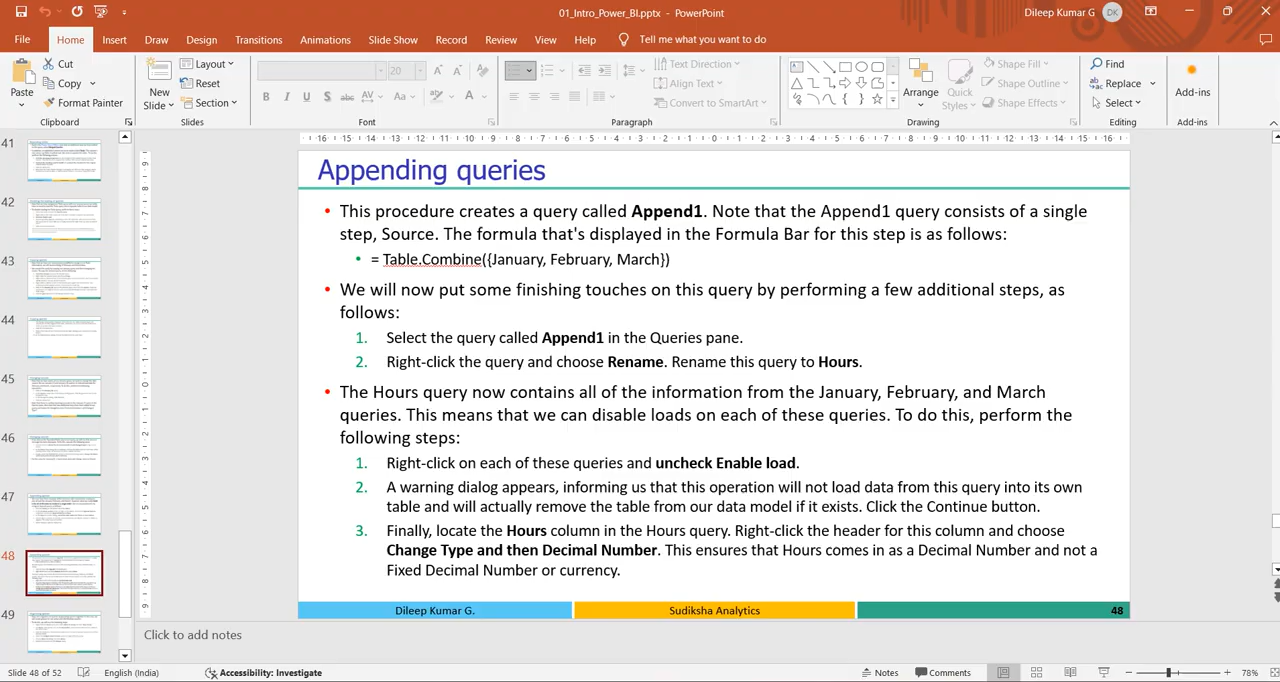 01_Intro_Power_BI.pptx - PowerPoint
Dileep Kumar G
DK
File Home Insert Draw Design Transitions Animations Slide Show Record Review View Help Tell me what you want to do
Paste
Cut
Copy
Format Painter
Clipboard
New Slide
Layout
Reset
Section
Slides
20
B I U S abc AV Aa A
Font
Text Direction
Align Text
Convert to SmartArt
Paragraph
Arrange
Quick Styles
Shape Fill
Shape Outline
Shape Effects
Drawing
Find
Replace
Select
Editing
Add-ins
Add-ins
41
42
43
44
45
46
47
48
49
Appending queries
• This procedure creates a query called Append1. Note that the Append1 query consists of a single
step, Source. The formula that's displayed in the Formula Bar for this step is as follows:
• = Table.Combine({January, February, March})
• We will now put the finishing touches on this query by performing a few additional steps, as
follows:
1. Select the query called Append1 in the Queries pane.
2. Right-click the query and choose Rename. Rename this query to Hours.
• The Hours query contains all of the information from the January, February, and March
queries. This means that we can disable loads on each of these queries. To do this, perform the
following steps:
1. Right-click on each of these queries and uncheck Enable load.
2. A warning dialog appears, informing us that this operation will not load data from this query into its own
table and will actually remove the table from our data model if it exists. Click the Continue button.
3. Finally, locate the Hours column in the Hours query. Right-click the header for this column and choose
Change Type and then Decimal Number. This ensures that Hours comes in as a Decimal Number and not a
Fixed Decimal Number or currency.
Dileep Kumar G.
Sudiksha Analytics
48
Click to add notes
Slide 48 of 52
English (India)
Accessibility: Investigate
Notes
Comments
78%